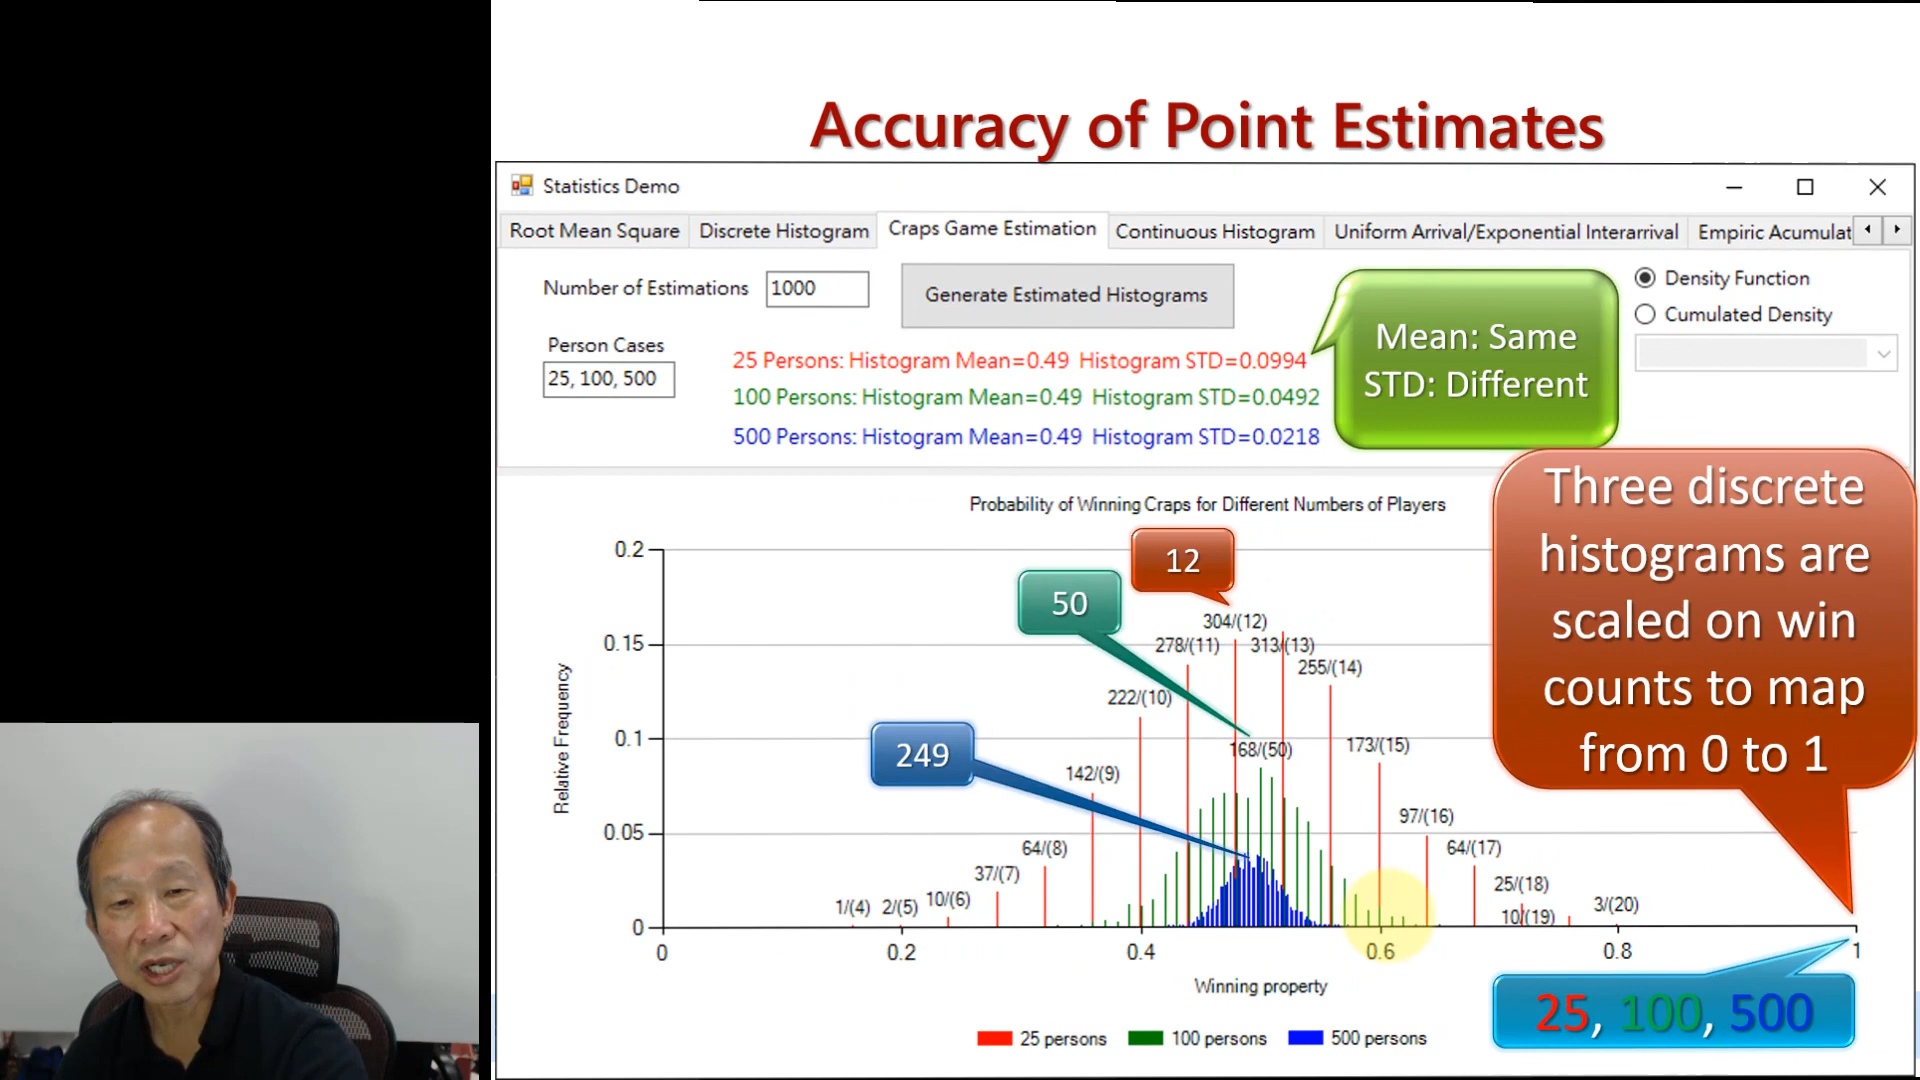 Accuracy of Point Estimates
Statistics Demo
Root Mean Square
Discrete Histogram
Craps Game Estimation
Continuous Histogram
Uniform Arrival/Exponential Interarrival
Empiric Acumulat
Number of Estimations
1000
Generate Estimated Histograms
Density Function
Cumulated Density
Mean: Same
STD: Different
Person Cases
25, 100, 500
25 Persons: Histogram Mean=0.49 Histogram STD=0.0994
100 Persons: Histogram Mean=0.49 Histogram STD=0.0492
500 Persons: Histogram Mean=0.49 Histogram STD=0.0218
Three discrete
histograms are
scaled on win
counts to map
from 0 to 1
Probability of Winning Craps for Different Numbers of Players
0.2
0.15
0.1
0.05
0
Relative Frequency
12
50
249
304/(12)
278/(11)
313/(13)
255/(14)
222/(10)
168/(50)
173/(15)
142/(9)
97/(16)
64/(8)
64/(17)
37/(7)
25/(18)
1/(4)
2/(5)
10/(6)
10/(19)
3/(20)
0
0.2
0.4
0.6
0.8
1
Winning property
25, 100, 500
25 persons
100 persons
500 persons